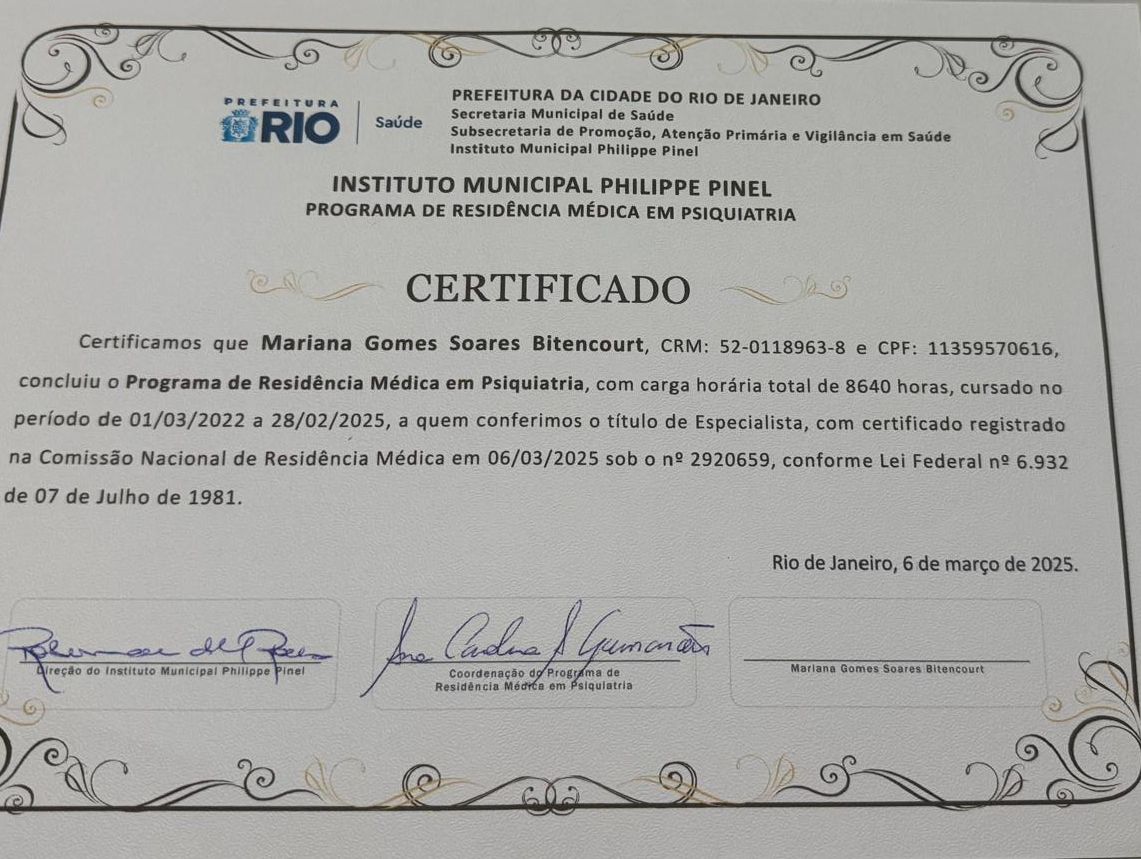 PREFEITURA
RIO
Saúde
PREFEITURA DA CIDADE DO RIO DE JANEIRO
Secretaria Municipal de Saúde
Subsecretaria de Promoção, Atenção Primária e Vigilância em Saúde
Instituto Municipal Philippe Pinel
INSTITUTO MUNICIPAL PHILIPPE PINEL
PROGRAMA DE RESIDÊNCIA MÉDICA EM PSIQUIATRIA
CERTIFICADO
Certificamos que Mariana Gomes Soares Bitencourt, CRM: 52-0118963-8 e CPF: 11359570616,
concluiu o Programa de Residência Médica em Psiquiatria, com carga horária total de 8640 horas, cursado no
período de 01/03/2022 a 28/02/2025, a quem conferimos o título de Especialista, com certificado registrado
na Comissão Nacional de Residência Médica em 06/03/2025 sob o nº 2920659, conforme Lei Federal nº 6.932
de 07 de Julho de 1981.
Rio de Janeiro, 6 de março de 2025.
Direção do Instituto Municipal Philippe Pinel
Ana Carolina S Guimarães
Coordenação do Programa de
Residência Médica em Psiquiatria
Mariana Gomes Soares Bitencourt